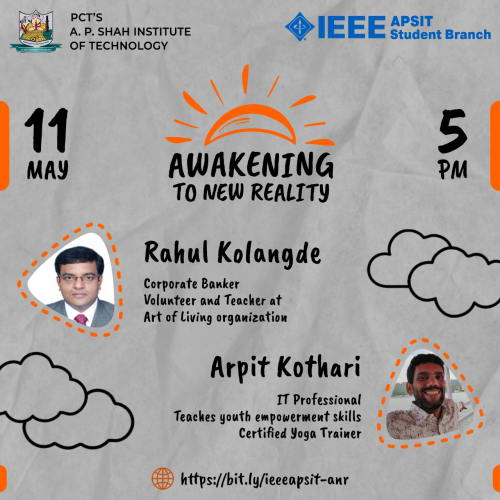 PCT'S
A. P. SHAH INSTITUTE
OF TECHNOLOGY
IEEE APSIT
Student Branch
11
MAY
5
PM
AWAKENING
TO NEW REALITY
Rahul Kolangde
Corporate Banker
Volunteer and Teacher at
Art of Living organization
Arpit Kothari
IT Professional
Teaches youth empowerment skills
Certified Yoga Trainer
https://bit.ly/ieeeapsit-anr